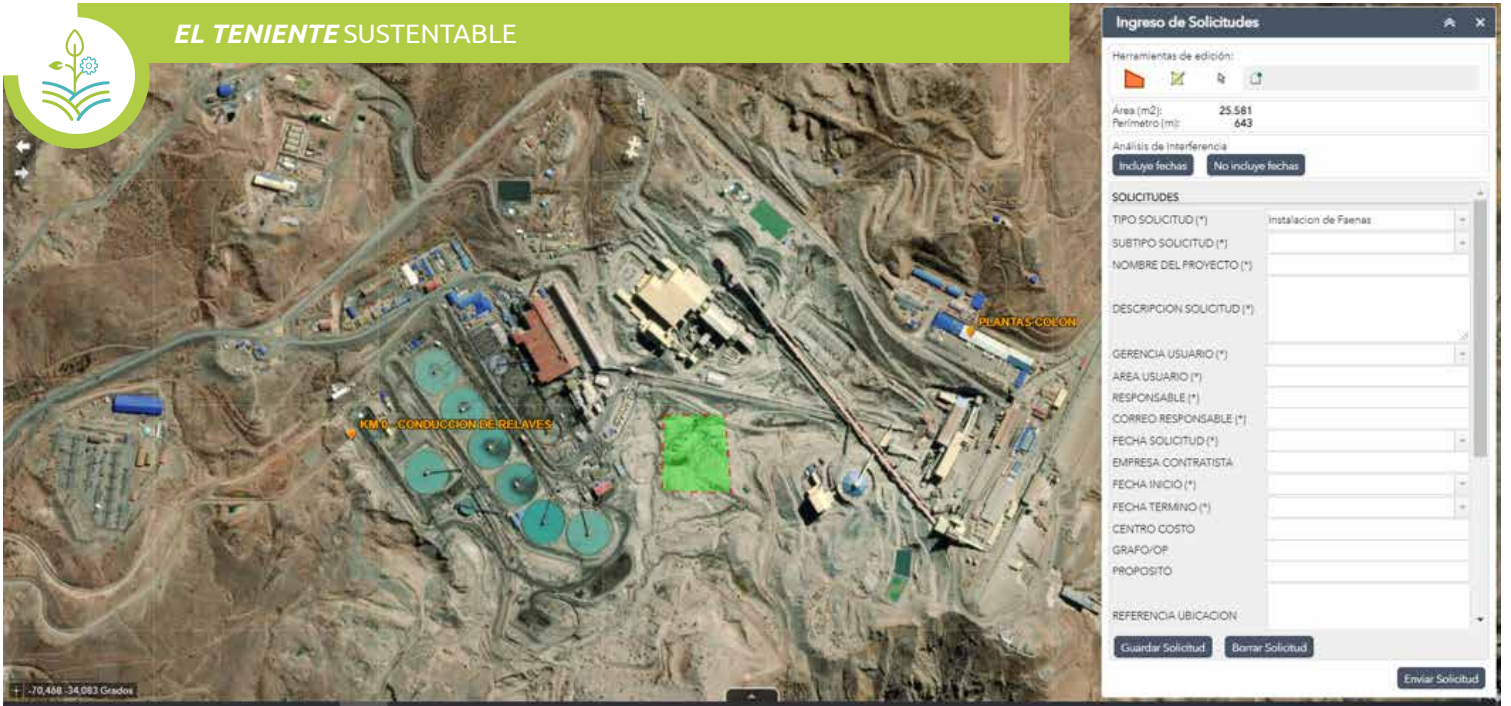 EL TENIENTE SUSTENTABLE
Ingreso de Solicitudes
Herramientas de edición:
Área (m2): 25.581
Perímetro (m): 643
Análisis de Interferencia
Incluye fechas No incluye fechas
SOLICITUDES
TIPO SOLICITUD (*) Instalacion de Faenas
SUBTIPO SOLICITUD (*)
NOMBRE DEL PROYECTO (*)
DESCRIPCION SOLICITUD (*)
GERENCIA USUARIO (*)
AREA USUARIO (*)
RESPONSABLE (*)
CORREO RESPONSABLE (*)
FECHA SOLICITUD (*)
EMPRESA CONTRATISTA
FECHA INICIO (*)
FECHA TERMINO (*)
CENTRO COSTO
GRAFO/OP
PROPOSITO
REFERENCIA UBICACION
Guardar Solicitud Borrar Solicitud
Enviar Solicitud
PLANTAS-COLON
KM 0 - CONDUCCION DE RELAVES
-70,468 -34,083 Grados